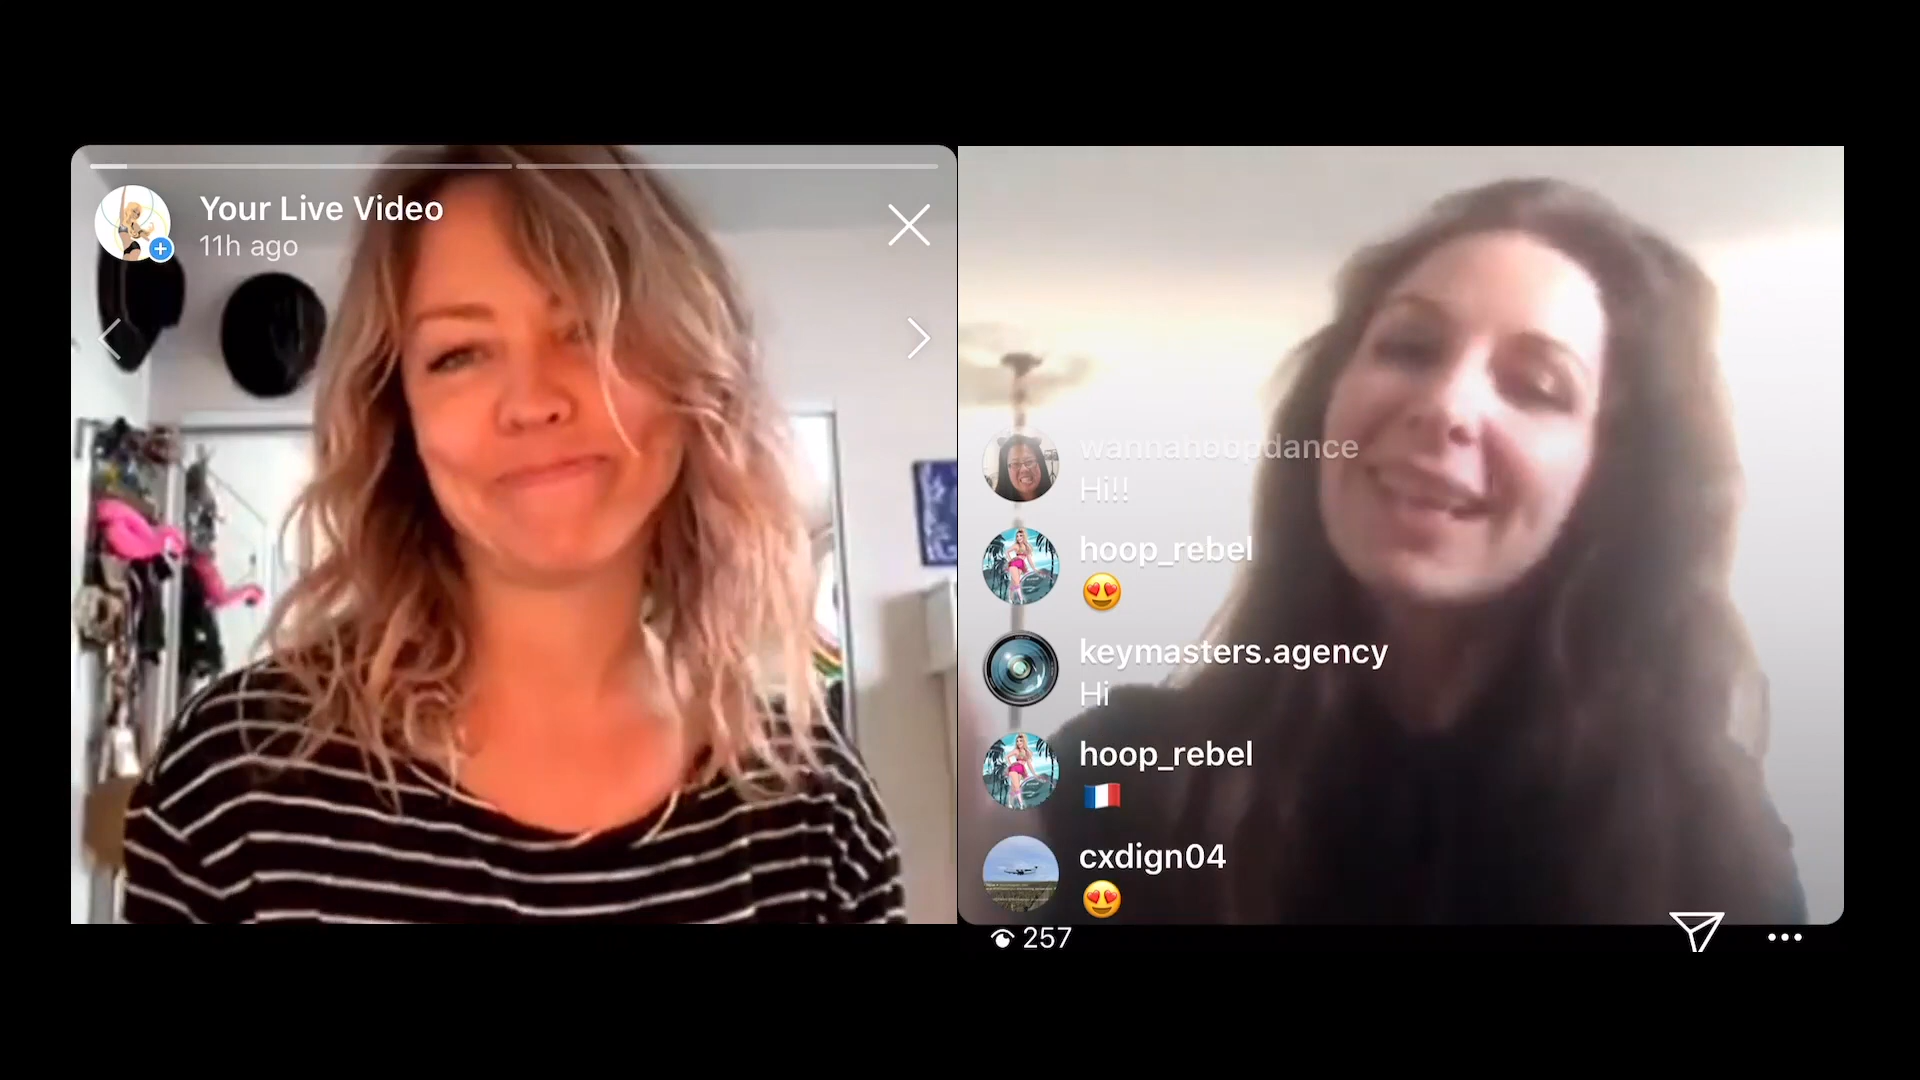 Your Live Video
11h ago
wannahoopdance
Hi!!
hoop_rebel
😍
keymasters.agency
Hi
hoop_rebel
🇫🇷
cxdign04
😍
257